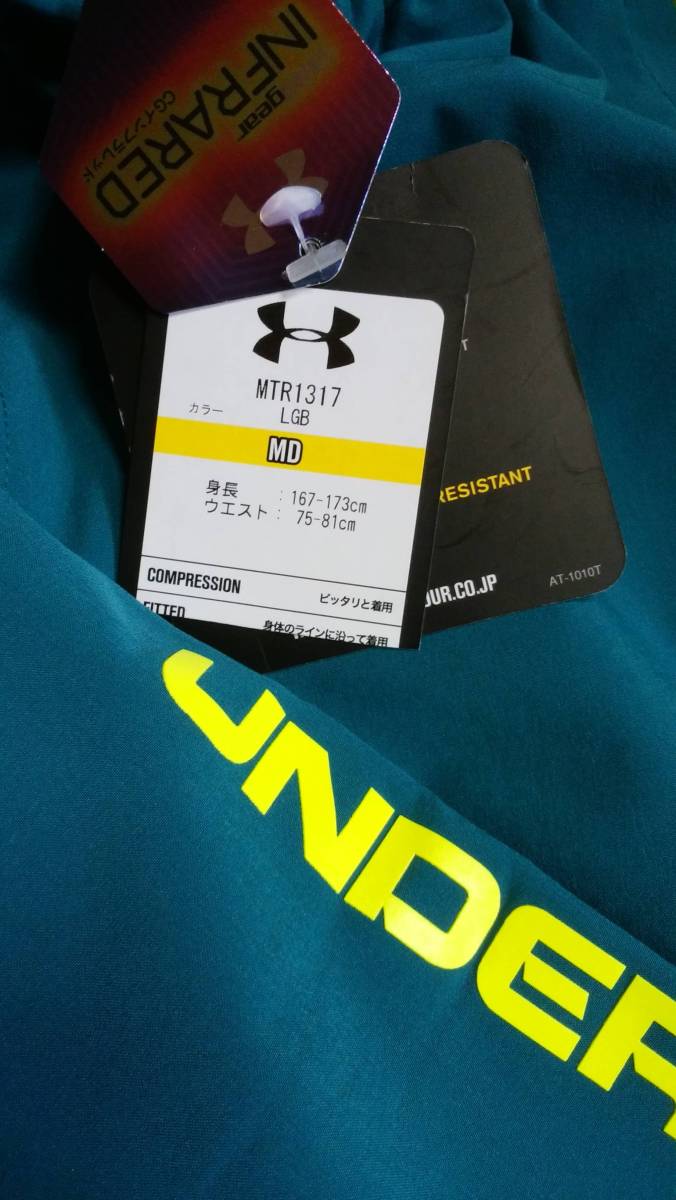 gear
INFRARED
CGインフラレッド
MTR1317
カラー LGB
MD
身長 : 167-173cm
ウエスト : 75-81cm
COMPRESSION ピッタリと着用
FITTED 身体のラインに沿って着用
T
RESISTANT
OUR.CO.JP
AT-1010T
UNDER